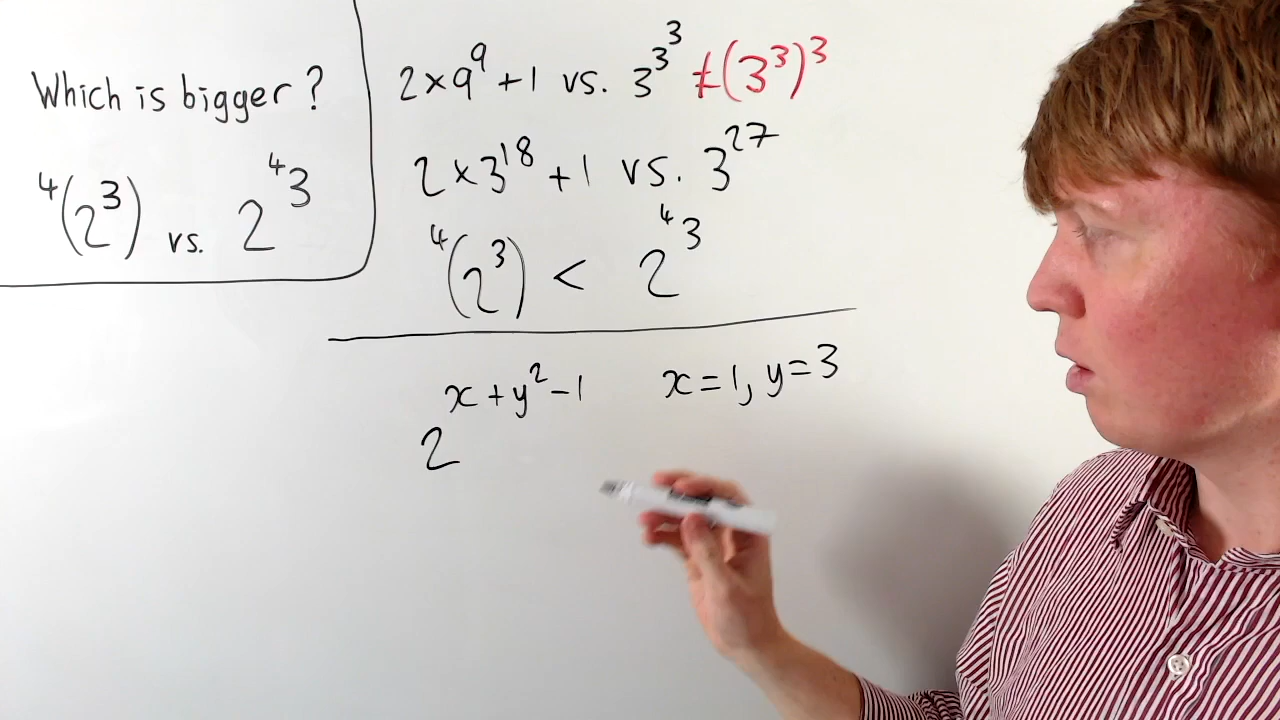 Which is bigger?
⁴(2³) vs. 2^⁴3
2×9⁹+1 vs. 3^3^3 ≠(3³)³
2×3¹⁸+1 vs. 3²⁷
⁴(2³) < 2^⁴3
2^(x+y²-1) x=1, y=3